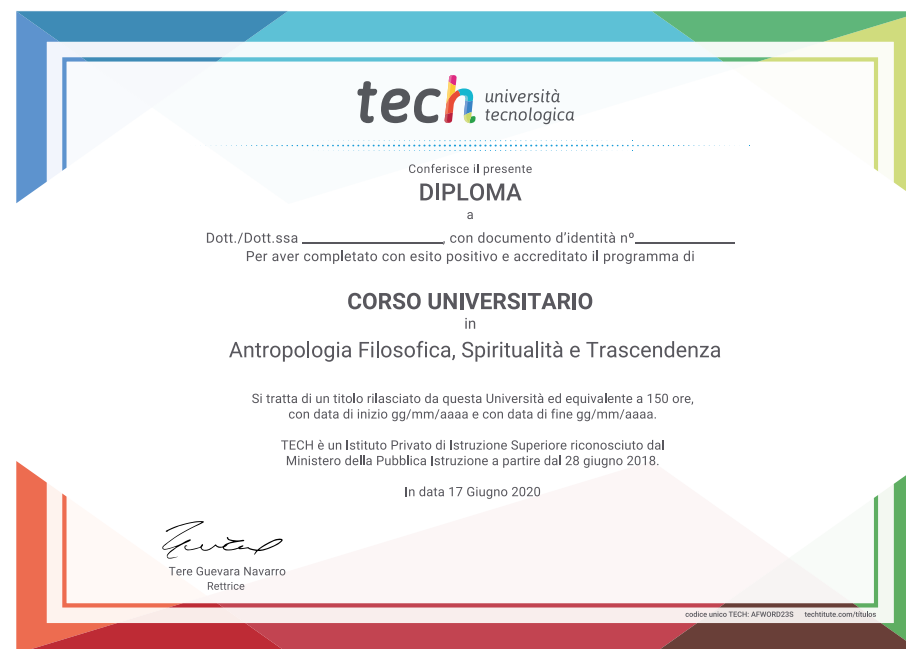 tech università
tecnologica
Conferisce il presente
DIPLOMA
a
Dott./Dott.ssa ________________, con documento d'identità nº____________
Per aver completato con esito positivo e accreditato il programma di
CORSO UNIVERSITARIO
in
Antropologia Filosofica, Spiritualità e Trascendenza
Si tratta di un titolo rilasciato da questa Università ed equivalente a 150 ore,
con data di inizio gg/mm/aaaa e con data di fine gg/mm/aaaa.
TECH è un Istituto Privato di Istruzione Superiore riconosciuto dal
Ministero della Pubblica Istruzione a partire dal 28 giugno 2018.
In data 17 Giugno 2020
Tere Guevara Navarro
Rettrice
codice unico TECH: AFWORD23S techtitute.com/titulos